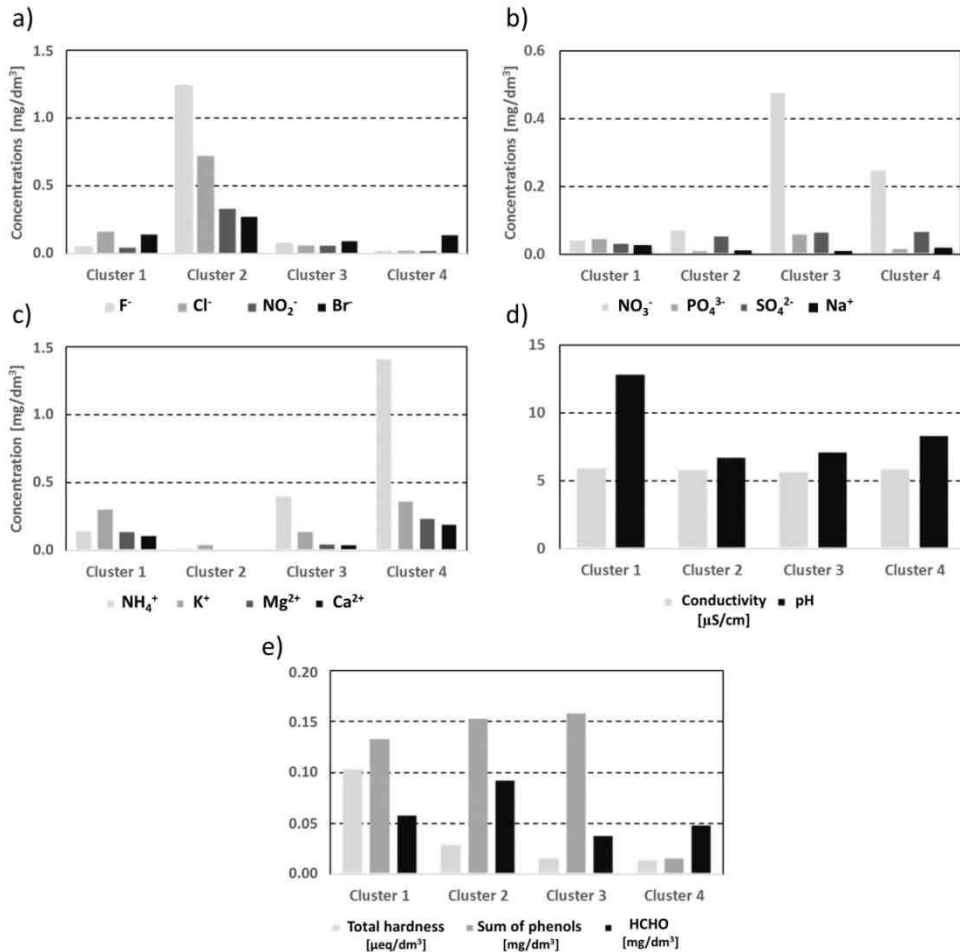 a)
Concentrations [mg/dm³]
1.5
1.0
0.5
0.0
Cluster 1 Cluster 2 Cluster 3 Cluster 4
F⁻ Cl⁻ NO₂⁻ Br⁻
b)
Concentrations [mg/dm³]
0.6
0.4
0.2
0.0
Cluster 1 Cluster 2 Cluster 3 Cluster 4
NO₃⁻ PO₄³⁻ SO₄²⁻ Na⁺
c)
Concentration [mg/dm³]
1.5
1.0
0.5
0.0
Cluster 1 Cluster 2 Cluster 3 Cluster 4
NH₄⁺ K⁺ Mg²⁺ Ca²⁺
d)
15
10
5
0
Cluster 1 Cluster 2 Cluster 3 Cluster 4
Conductivity pH
[µS/cm]
e)
0.20
0.15
0.10
0.05
0.00
Cluster 1 Cluster 2 Cluster 3 Cluster 4
Total hardness Sum of phenols HCHO
[µeq/dm³] [mg/dm³] [mg/dm³]